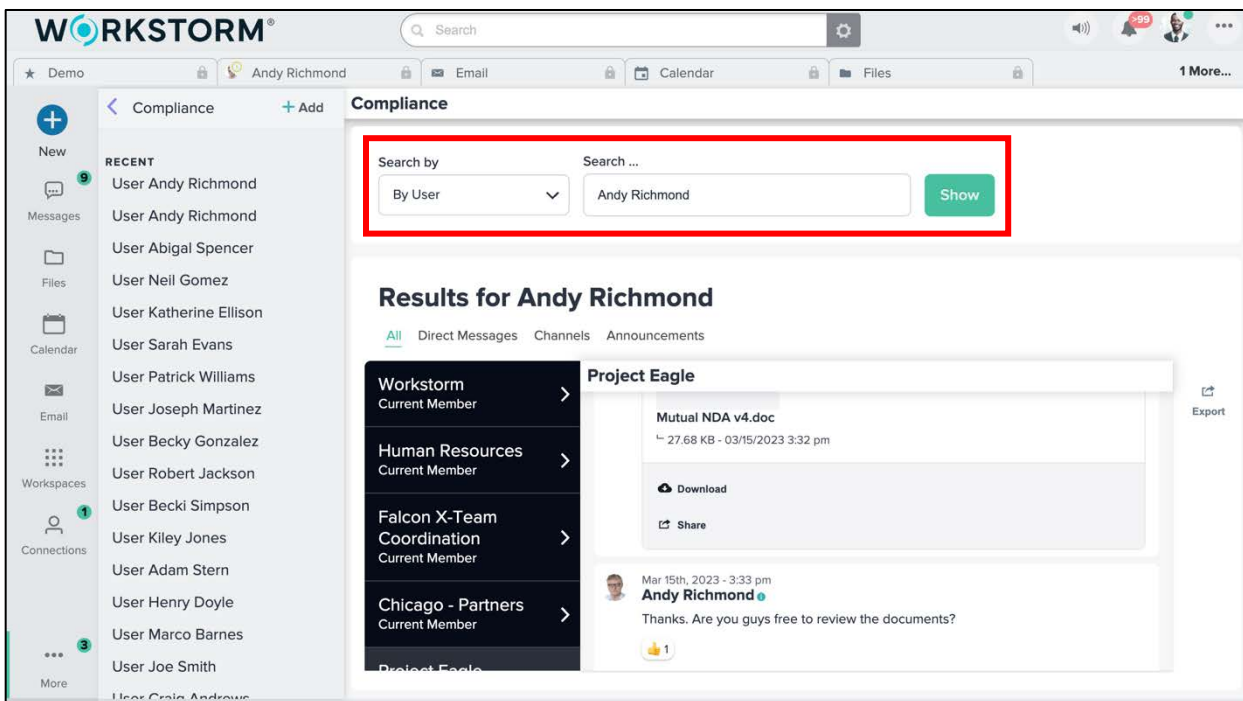 WORKSTORM®
Search
>99
Demo
Andy Richmond
Email
Calendar
Files
1 More...
New
9
Messages
Files
Calendar
Email
Workspaces
1
Connections
3
More
Compliance
+ Add
RECENT
User Andy Richmond
User Andy Richmond
User Abigal Spencer
User Neil Gomez
User Katherine Ellison
User Sarah Evans
User Patrick Williams
User Joseph Martinez
User Becky Gonzalez
User Robert Jackson
User Becki Simpson
User Kiley Jones
User Adam Stern
User Henry Doyle
User Marco Barnes
User Joe Smith
User Craig Andrews
Compliance
Search by
Search ...
By User
Andy Richmond
Show
Results for Andy Richmond
All
Direct Messages
Channels
Announcements
Workstorm
Current Member
Human Resources
Current Member
Falcon X-Team
Coordination
Current Member
Chicago - Partners
Current Member
Project Eagle
Project Eagle
Mutual NDA v4.doc
27.68 KB - 03/15/2023 3:32 pm
Download
Share
Mar 15th, 2023 - 3:33 pm
Andy Richmond
Thanks. Are you guys free to review the documents?
1
Export